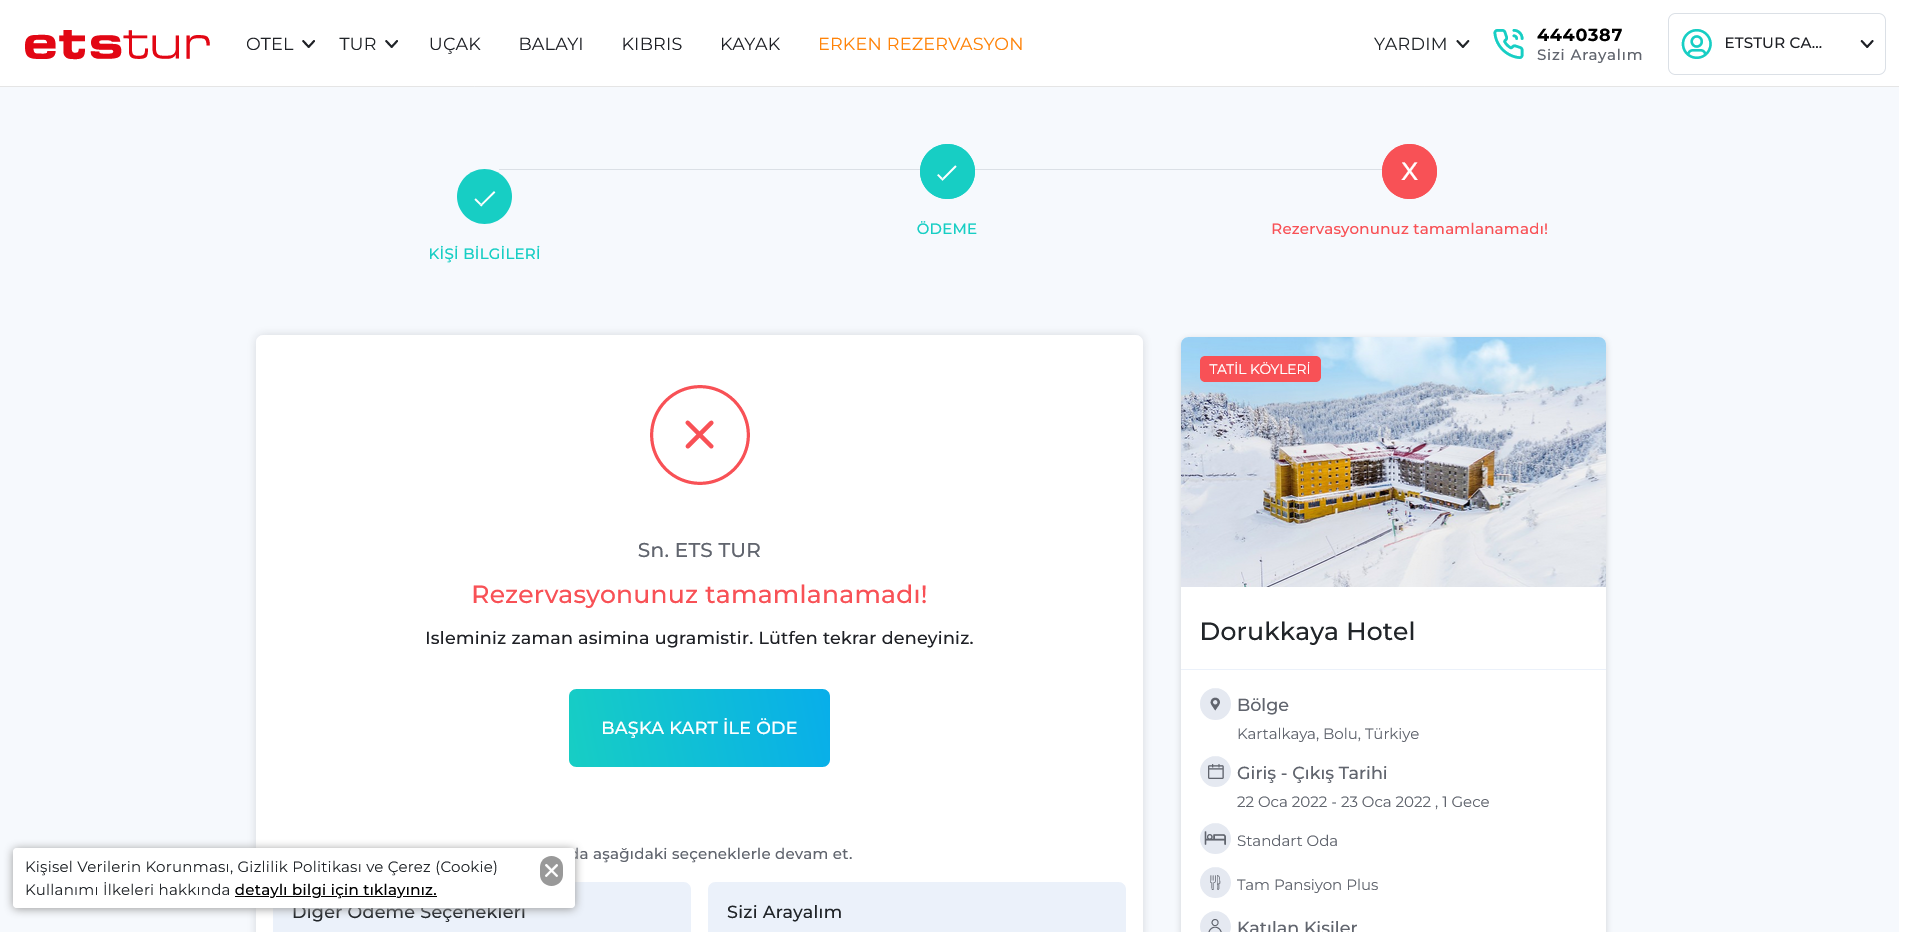 etstur
OTEL TUR UÇAK BALAYI KIBRIS KAYAK ERKEN REZERVASYON
YARDIM
4440387
Sizi Arayalım
ETSTUR CA...
KİŞİ BİLGİLERİ
ÖDEME
X
Rezervasyonunuz tamamlanamadı!
Sn. ETS TUR
Rezervasyonunuz tamamlanamadı!
Isleminiz zaman asimina ugramistir. Lütfen tekrar deneyiniz.
BAŞKA KART İLE ÖDE
da aşağıdaki seçeneklerle devam et.
Diğer Ödeme Seçenekleri
Sizi Arayalım
TATİL KÖYLERİ
Dorukkaya Hotel
Bölge
Kartalkaya, Bolu, Türkiye
Giriş - Çıkış Tarihi
22 Oca 2022 - 23 Oca 2022 , 1 Gece
Standart Oda
Tam Pansiyon Plus
Katılan Kişiler
Kişisel Verilerin Korunması, Gizlilik Politikası ve Çerez (Cookie)
Kullanımı İlkeleri hakkında detaylı bilgi için tıklayınız.